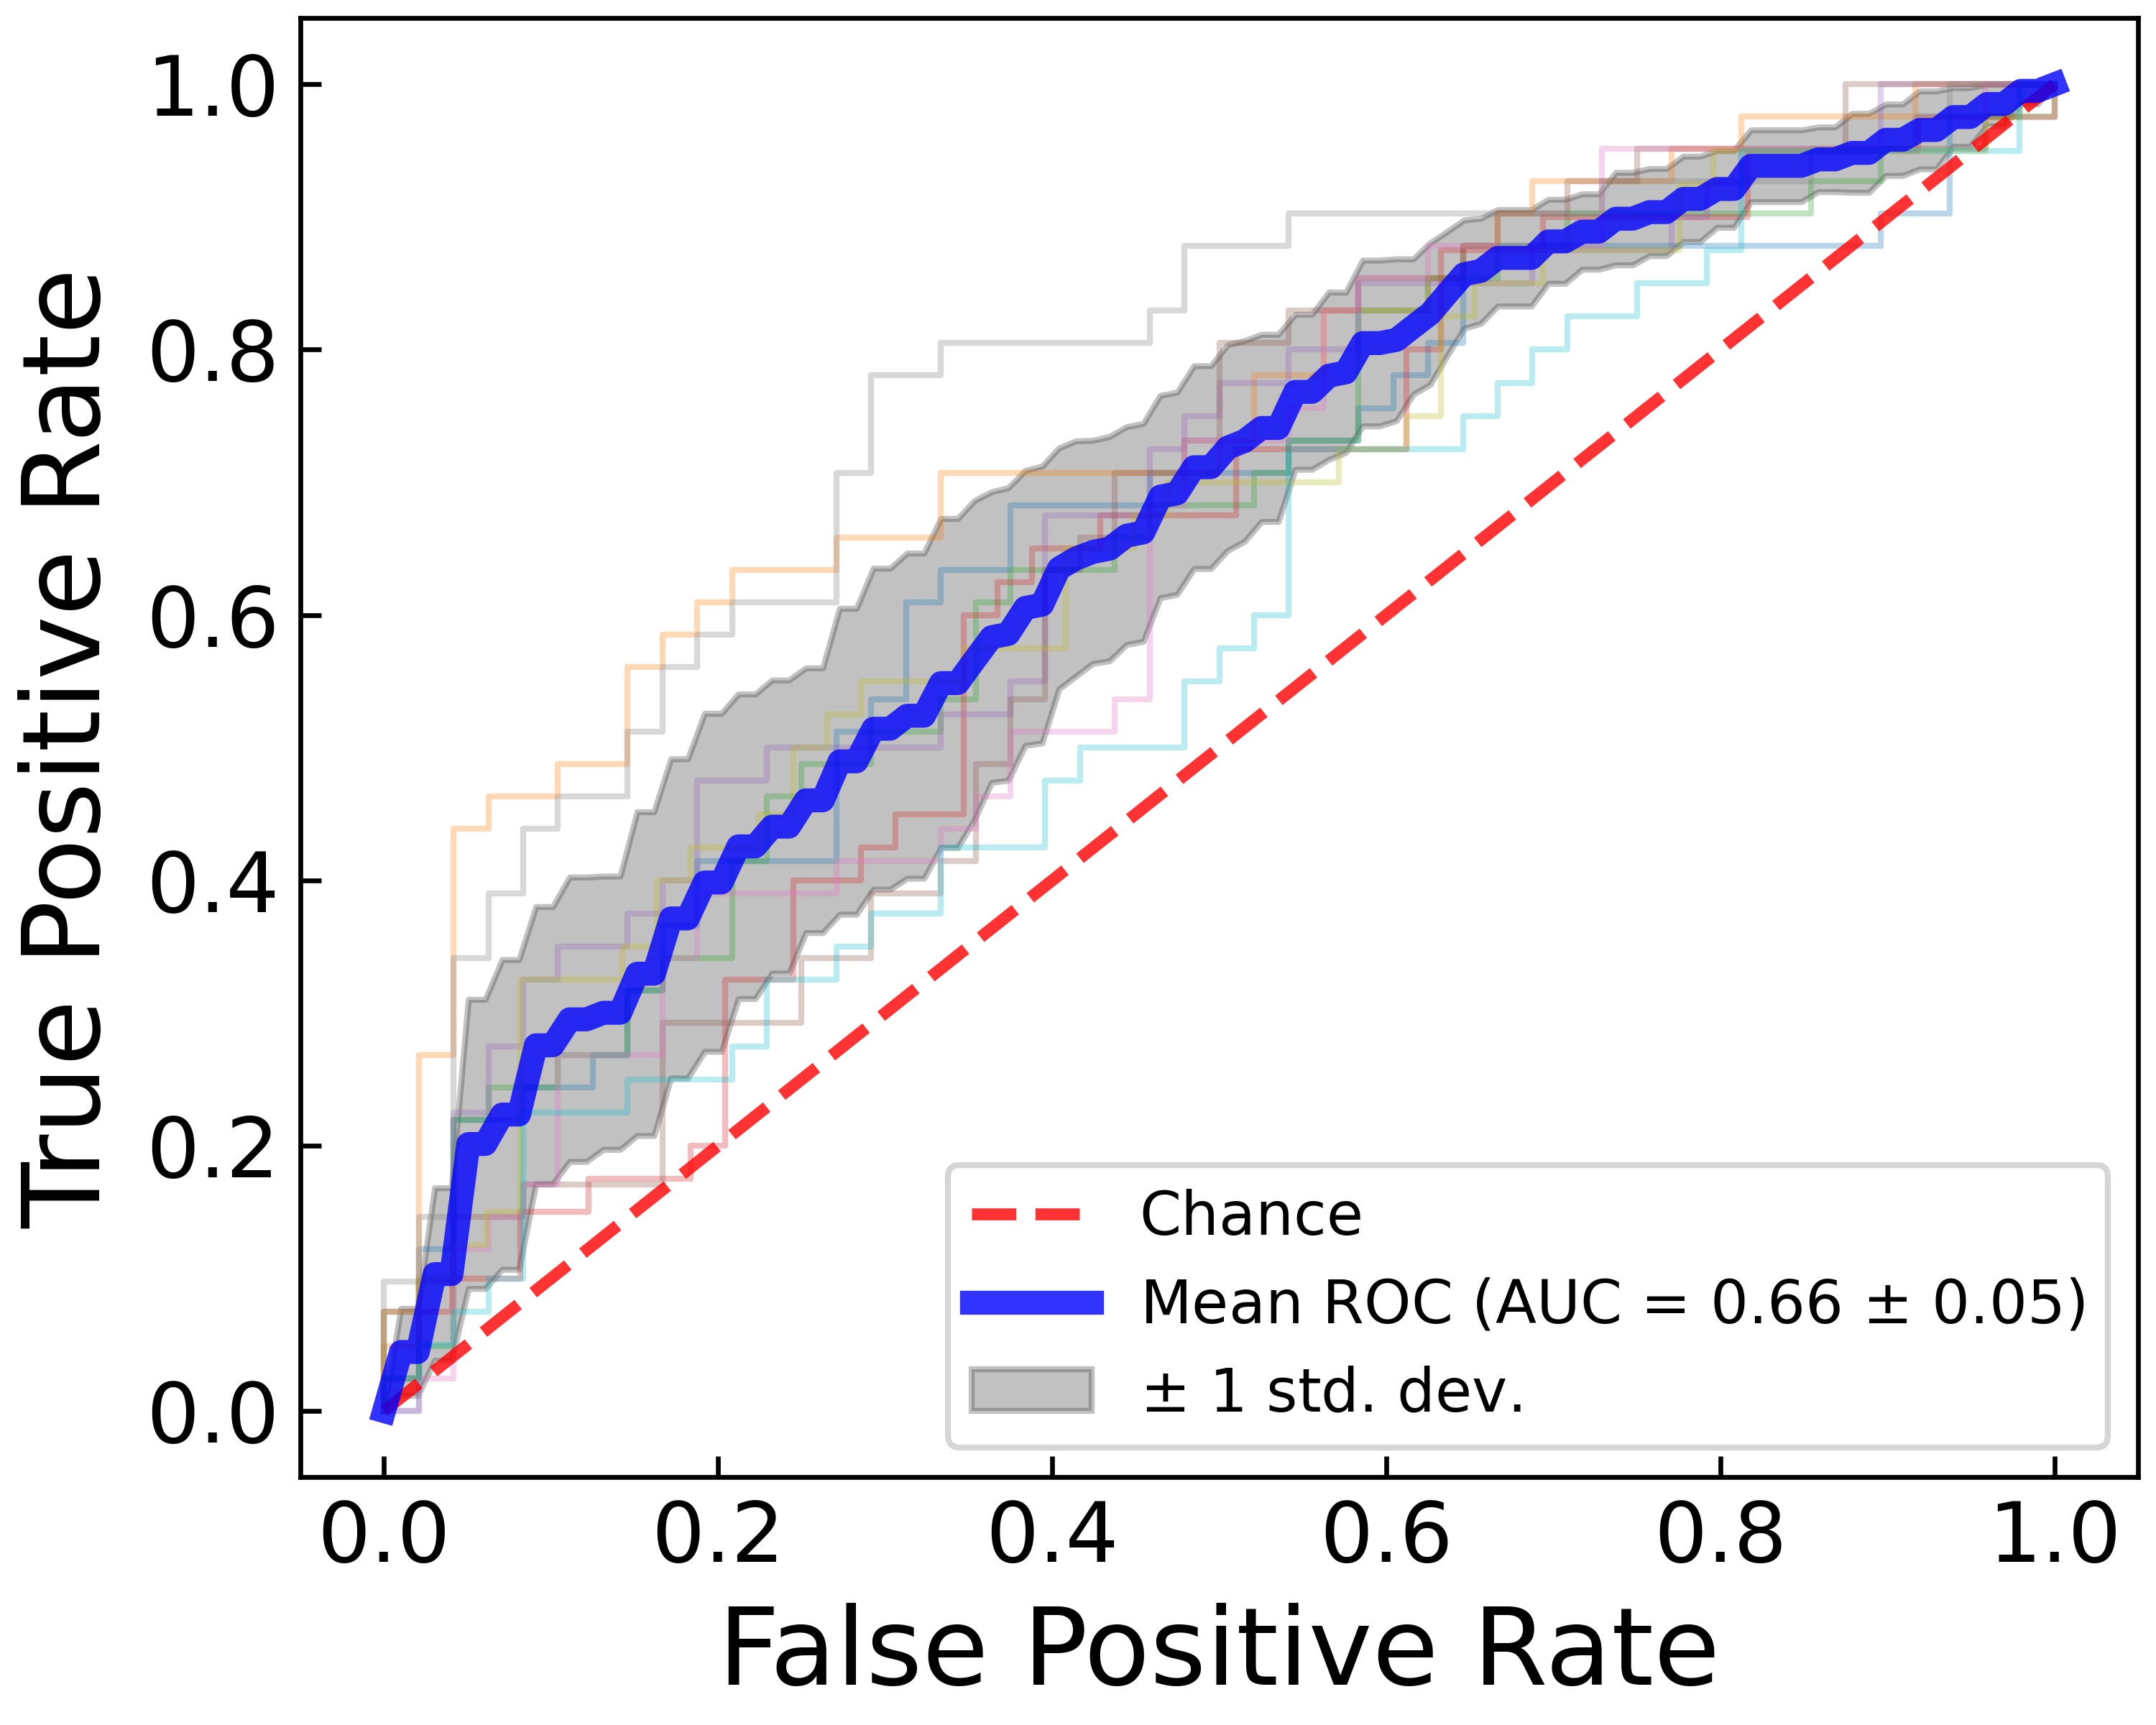 True Positive Rate
1.0
0.8
0.6
0.4
0.2
0.0
Chance
Mean ROC (AUC = 0.66 ± 0.05)
± 1 std. dev.
0.0 0.2 0.4 0.6 0.8 1.0
False Positive Rate